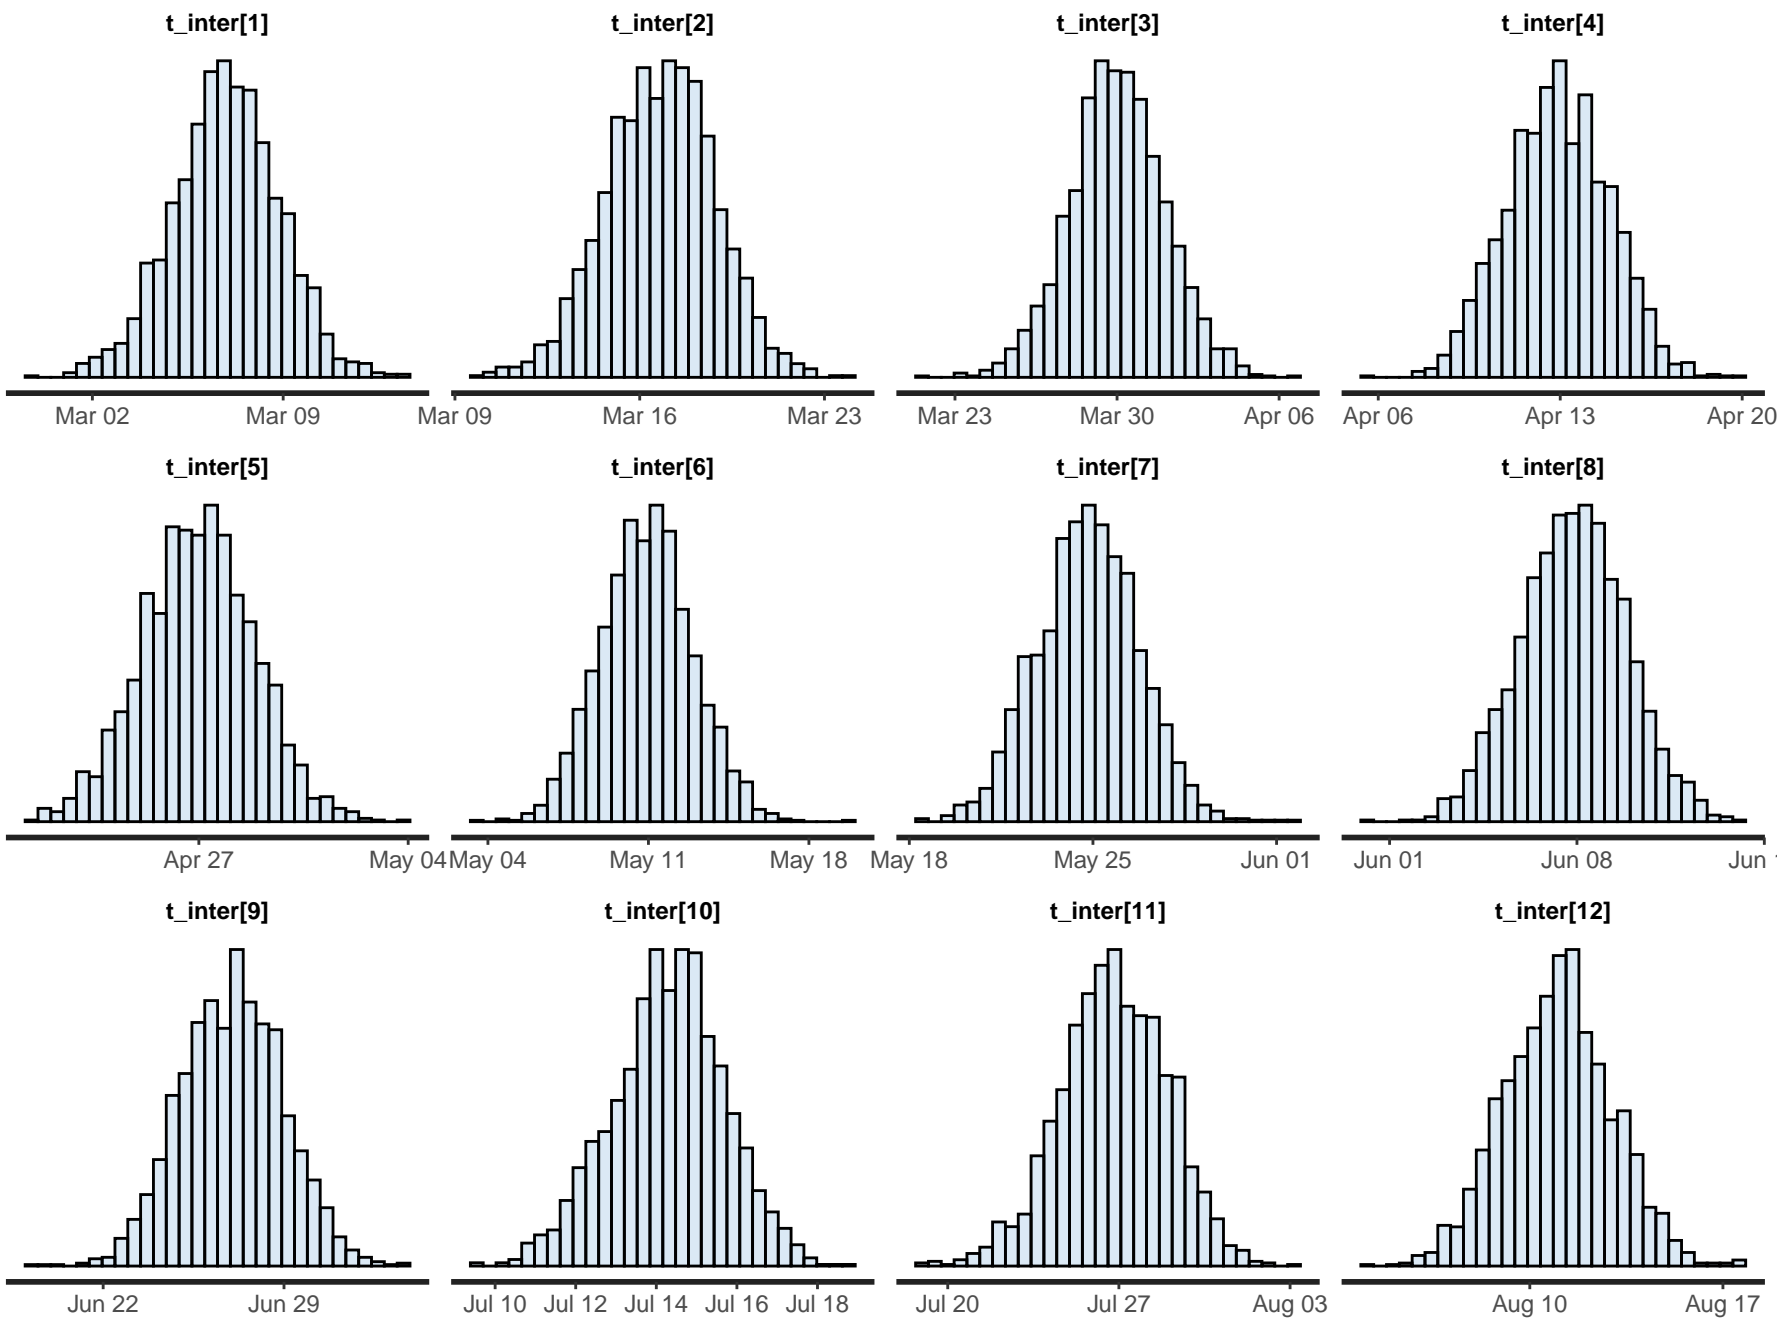 t_inter[1] t_inter[2] t_inter[3] t_inter[4]
Mar 02 Mar 09 Mar 09 Mar 16 Mar 23 Mar 23 Mar 30 Apr 06 Apr 06 Apr 13 Apr 20
t_inter[5] t_inter[6] t_inter[7] t_inter[8]
Apr 27 May 04 May 04 May 11 May 18 May 18 May 25 Jun 01 Jun 01 Jun 08 Jun
t_inter[9] t_inter[10] t_inter[11] t_inter[12]
Jun 22 Jun 29 Jul 10 Jul 12 Jul 14 Jul 16 Jul 18 Jul 20 Jul 27 Aug 03 Aug 10 Aug 17